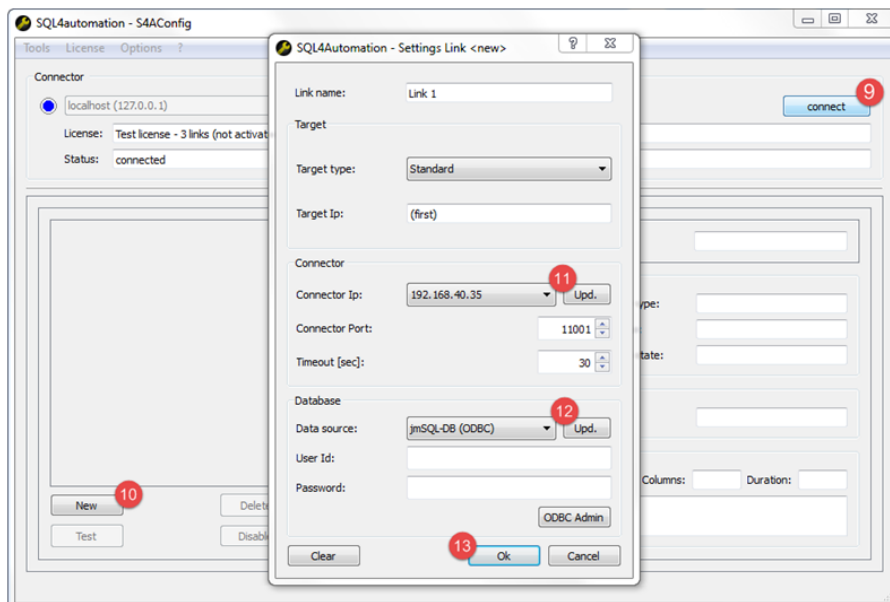 SQL4automation - S4AConfig
Tools License Options ?
Connector
localhost (127.0.0.1)
connect
9
License: Test license - 3 links (not activat
Status: connected
ype:
tate:
Columns: Duration:
New
10
Delete
Test
Disable
SQL4Automation - Settings Link <new>
?
Link name: Link 1
Target
Target type: Standard
Target Ip: (first)
Connector
11
Connector Ip: 192.168.40.35 Upd.
Connector Port: 11001
Timeout [sec]: 30
Database
12
Data source: jmSQL-DB (ODBC) Upd.
User Id:
Password:
ODBC Admin
13
Clear Ok Cancel